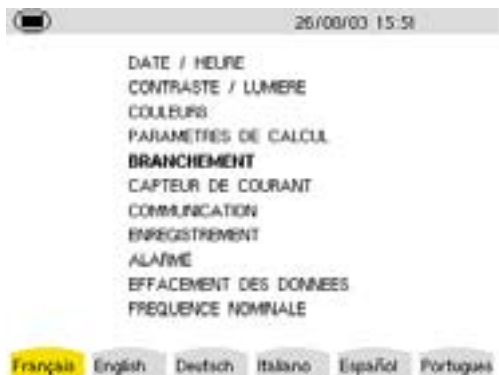 26/08/03 15:51
DATE / HEURE
CONTRASTE / LUMIERE
COULEURS
PARAMETRES DE CALCUL
BRANCHEMENT
CAPTEUR DE COURANT
COMMUNICATION
ENREGISTREMENT
ALARME
EFFACEMENT DES DONNEES
FREQUENCE NOMINALE
Français English Deutsch Italiano Español Portugues